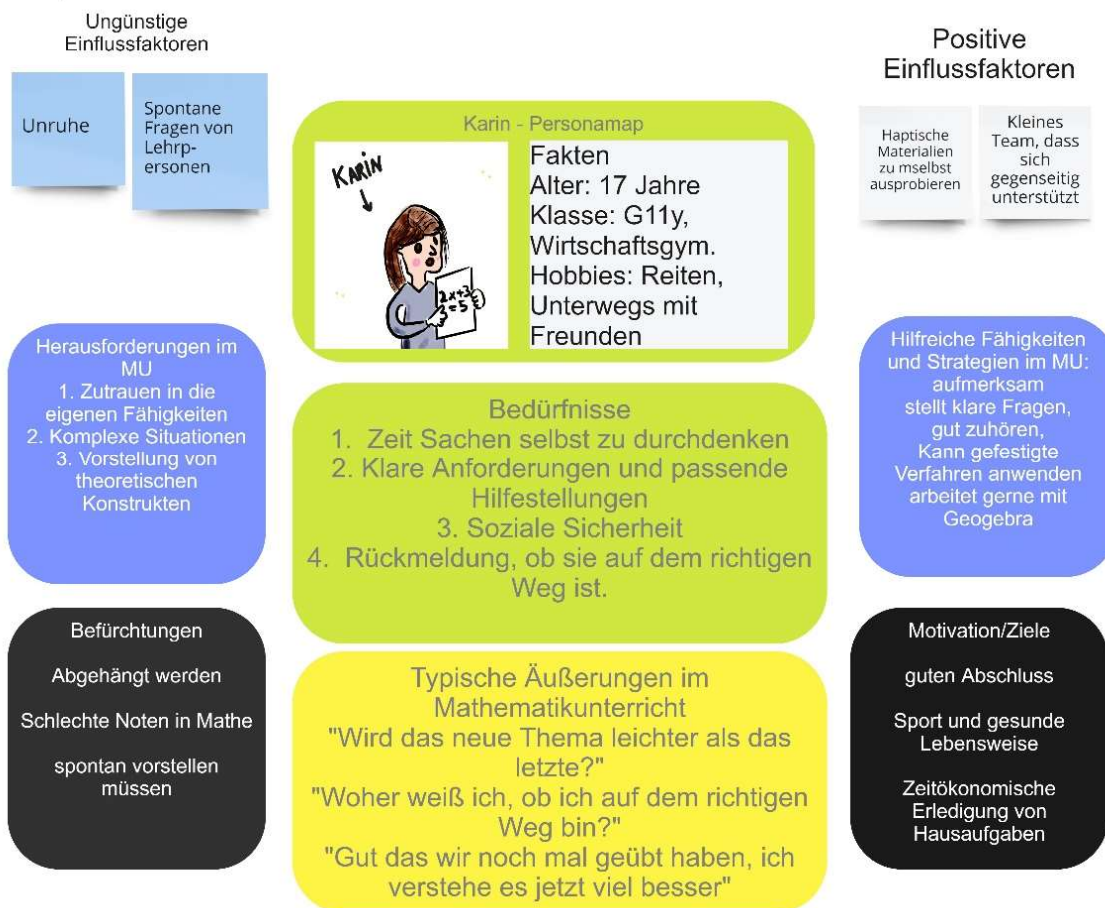 Ungünstige
Einflussfaktoren
Unruhe
Spontane
Fragen von
Lehrp-
ersonen
Herausforderungen im
MU
1. Zutrauen in die
eigenen Fähigkeiten
2. Komplexe Situationen
3. Vorstellung von
theoretischen
Konstrukten
Befürchtungen
Abgehängt werden
Schlechte Noten in Mathe
spontan vorstellen
müssen
Karin - Personamap
KARIN
2x+3
=5
Fakten
Alter: 17 Jahre
Klasse: G11y,
Wirtschaftsgym.
Hobbies: Reiten,
Unterwegs mit
Freunden
Bedürfnisse
1. Zeit Sachen selbst zu durchdenken
2. Klare Anforderungen und passende
Hilfestellungen
3. Soziale Sicherheit
4. Rückmeldung, ob sie auf dem richtigen
Weg ist.
Typische Äußerungen im
Mathematikunterricht
"Wird das neue Thema leichter als das
letzte?"
"Woher weiß ich, ob ich auf dem richtigen
Weg bin?"
"Gut das wir noch mal geübt haben, ich
verstehe es jetzt viel besser"
Positive
Einflussfaktoren
Haptische
Materialien
zu mselbst
ausprobieren
Kleines
Team, dass
sich
gegenseitig
unterstützt
Hilfreiche Fähigkeiten
und Strategien im MU:
aufmerksam
stellt klare Fragen,
gut zuhören,
Kann gefestigte
Verfahren anwenden
arbeitet gerne mit
Geogebra
Motivation/Ziele
guten Abschluss
Sport und gesunde
Lebensweise
Zeitökonomische
Erledigung von
Hausaufgaben